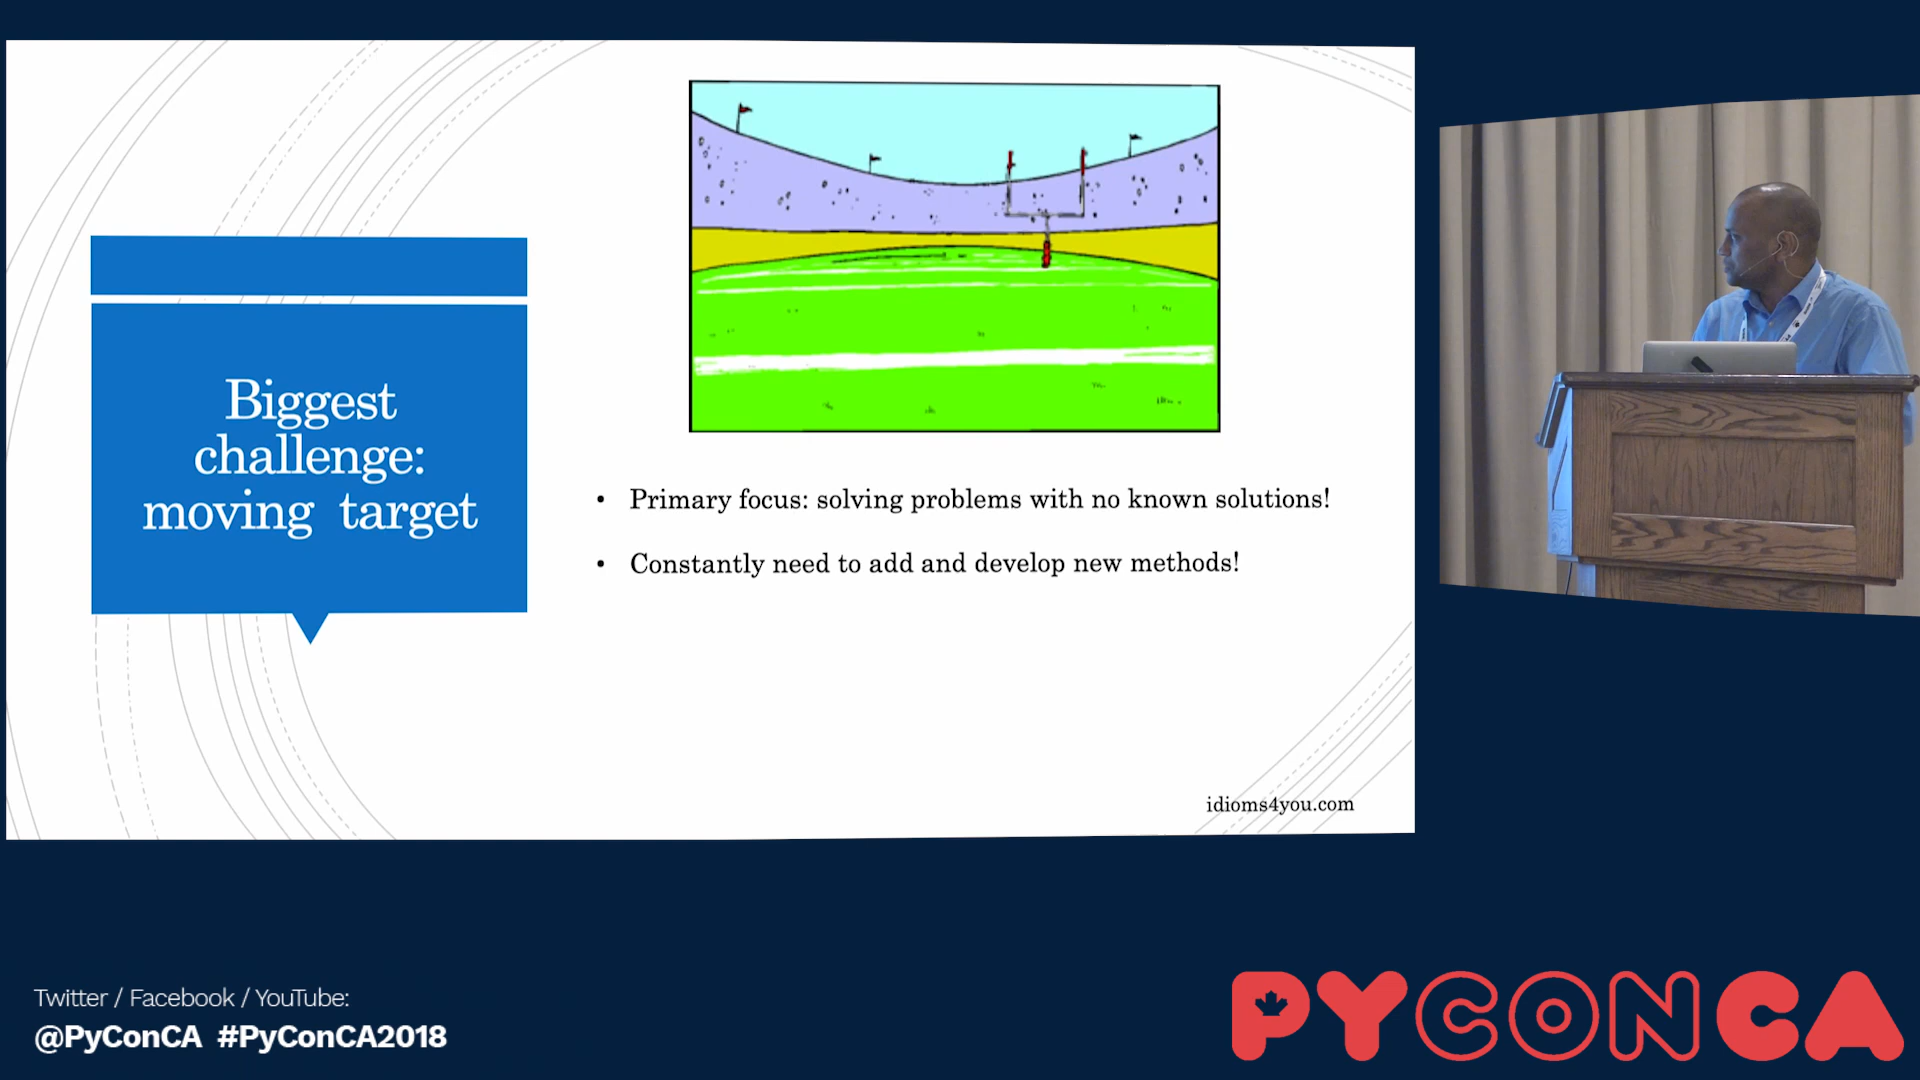 Biggest
challenge:
moving target
• Primary focus: solving problems with no known solutions!
• Constantly need to add and develop new methods!
idioms4you.com
Twitter / Facebook / YouTube:
@PyConCA #PyConCA2018
PYCONCA